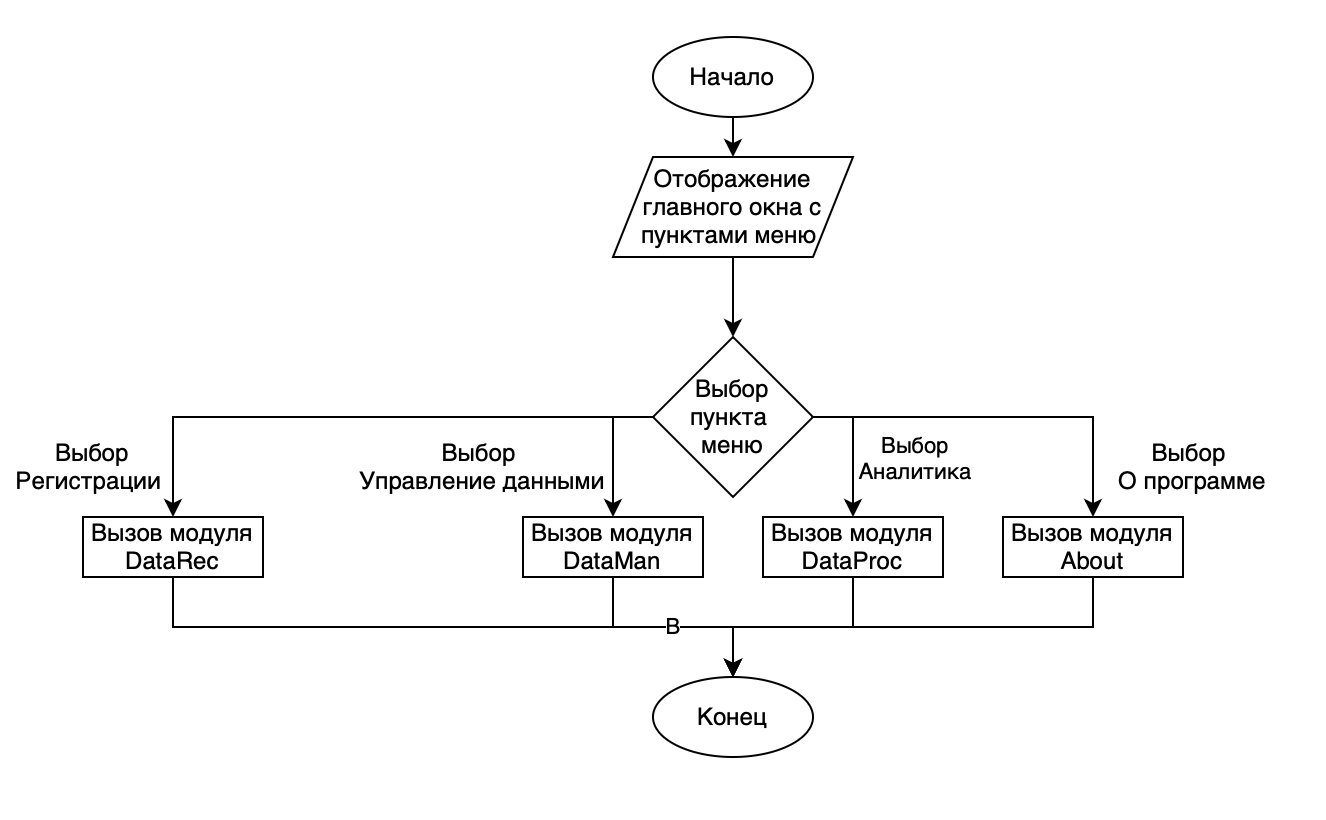 Начало
Отображение
главного окна с
пунктами меню
Выбор
пункта
меню
Выбор
Регистрации
Выбор
Управление данными
Выбор
Аналитика
Выбор
О программе
Вызов модуля
DataRec
Вызов модуля
DataMan
Вызов модуля
DataProc
Вызов модуля
About
В
Конец